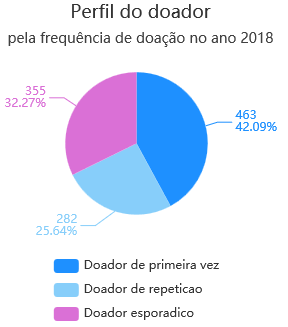 Perfil do doador
pela frequência de doação no ano 2018
355
32.27%
463
42.09%
282
25.64%
Doador de primeira vez
Doador de repeticao
Doador esporadico